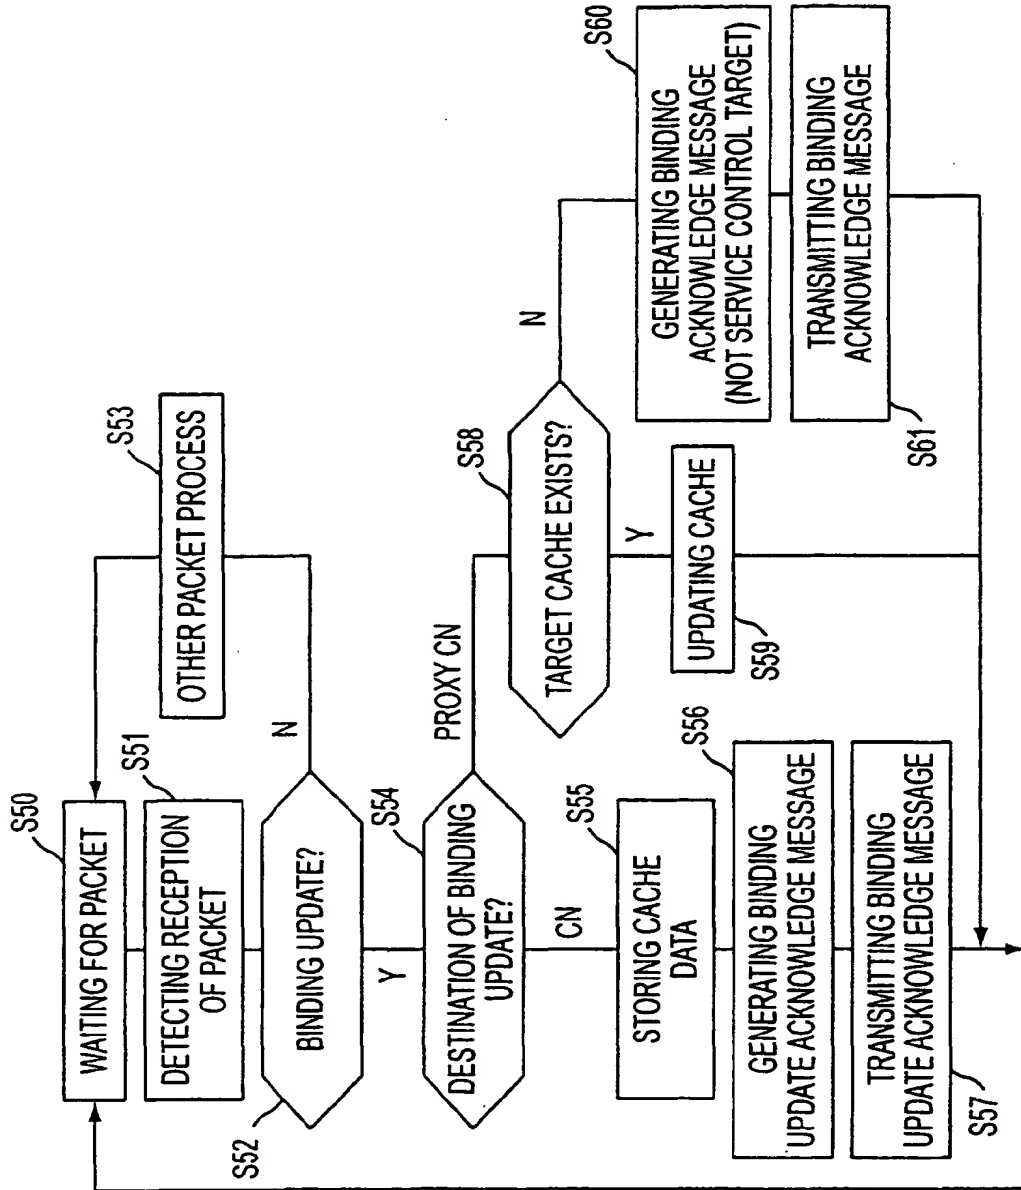 S50
WAITING FOR PACKET
S51
DETECTING RECEPTION
OF PACKET
S52
BINDING UPDATE?
N
Y
S53
OTHER PACKET PROCESS
S54
DESTINATION OF BINDING
UPDATE?
PROXY CN
CN
S55
STORING CACHE
DATA
S56
GENERATING BINDING
UPDATE ACKNOWLEDGE MESSAGE
TRANSMITTING BINDING
UPDATE ACKNOWLEDGE MESSAGE
S57
S58
TARGET CACHE EXISTS?
N
Y
UPDATING CACHE
S59
S60
GENERATING BINDING
ACKNOWLEDGE MESSAGE
(NOT SERVICE CONTROL TARGET)
TRANSMITTING BINDING
ACKNOWLEDGE MESSAGE
S61